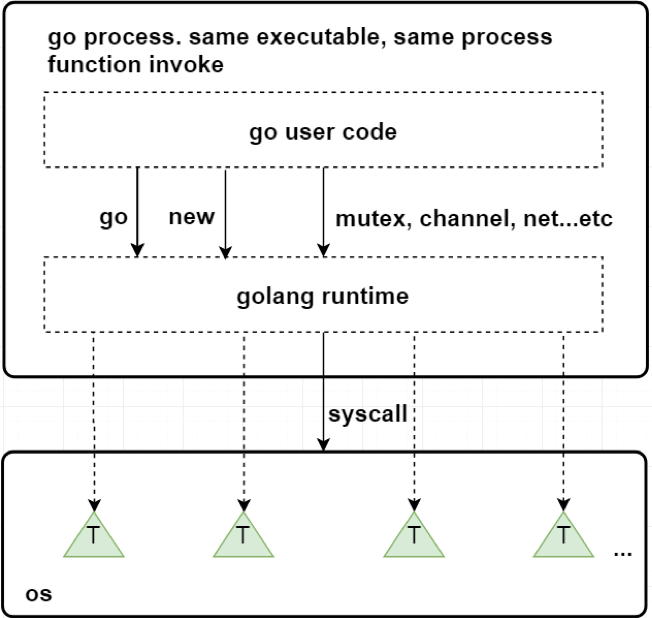 go process. same executable, same process
function invoke
go user code
go
new
mutex, channel, net...etc
golang runtime
syscall
T
T
T
T
...
os